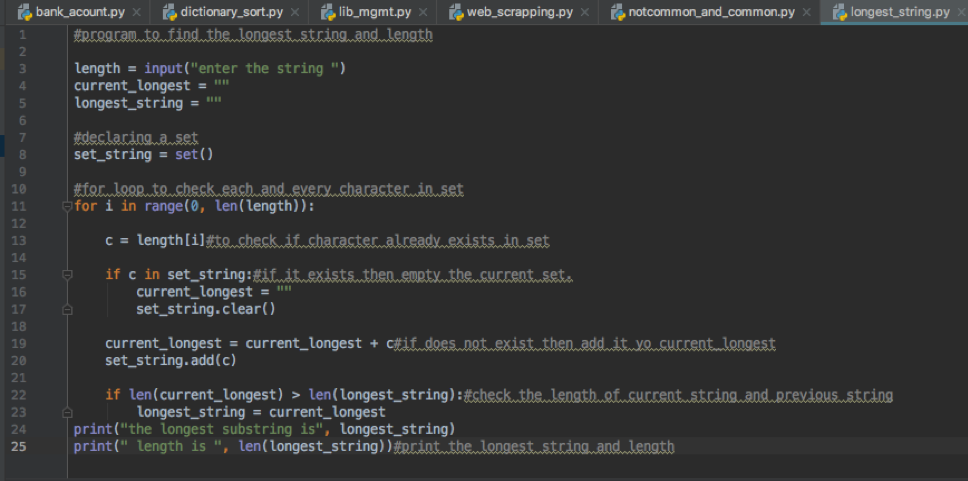 bank_acount.py × dictionary_sort.py × lib_mgmt.py × web_scrapping.py × notcommon_and_common.py × longest_string.py ×
1 #program to find the longest string and length
2
3 length = input("enter the string ")
4 current_longest = ""
5 longest_string = ""
6
7 #declaring a set
8 set_string = set()
9
10 #for loop to check each and every character in set
11 for i in range(0, len(length)):
12
13 c = length[i]#to check if character already exists in set
14
15 if c in set_string:#if it exists then empty the current set.
16 current_longest = ""
17 set_string.clear()
18
19 current_longest = current_longest + c#if does not exist then add it yo current_longest
20 set_string.add(c)
21
22 if len(current_longest) > len(longest_string):#check the length of current string and previous string
23 longest_string = current_longest
24 print("the longest substring is", longest_string)
25 print(" length is ", len(longest_string))#print the longest string and length